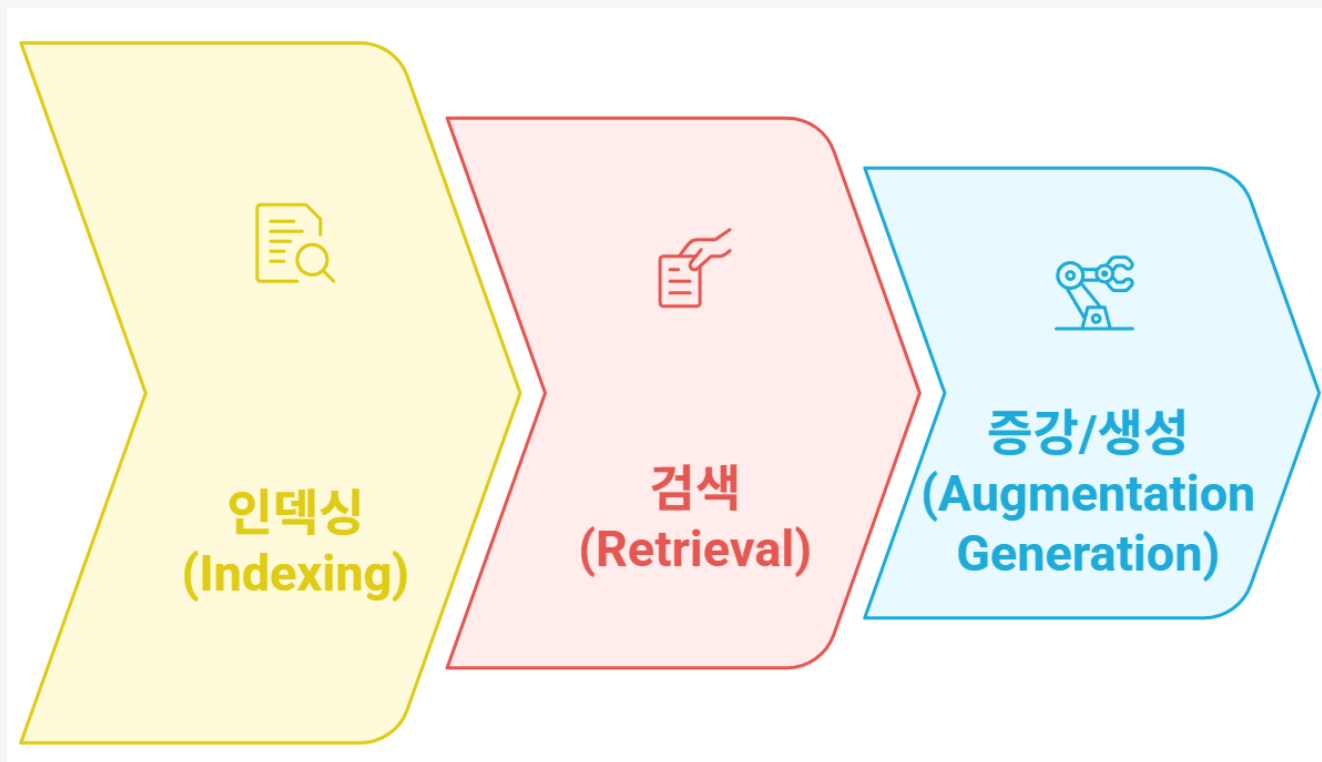 인덱싱
(Indexing)
검색
(Retrieval)
증강/생성
(Augmentation
Generation)